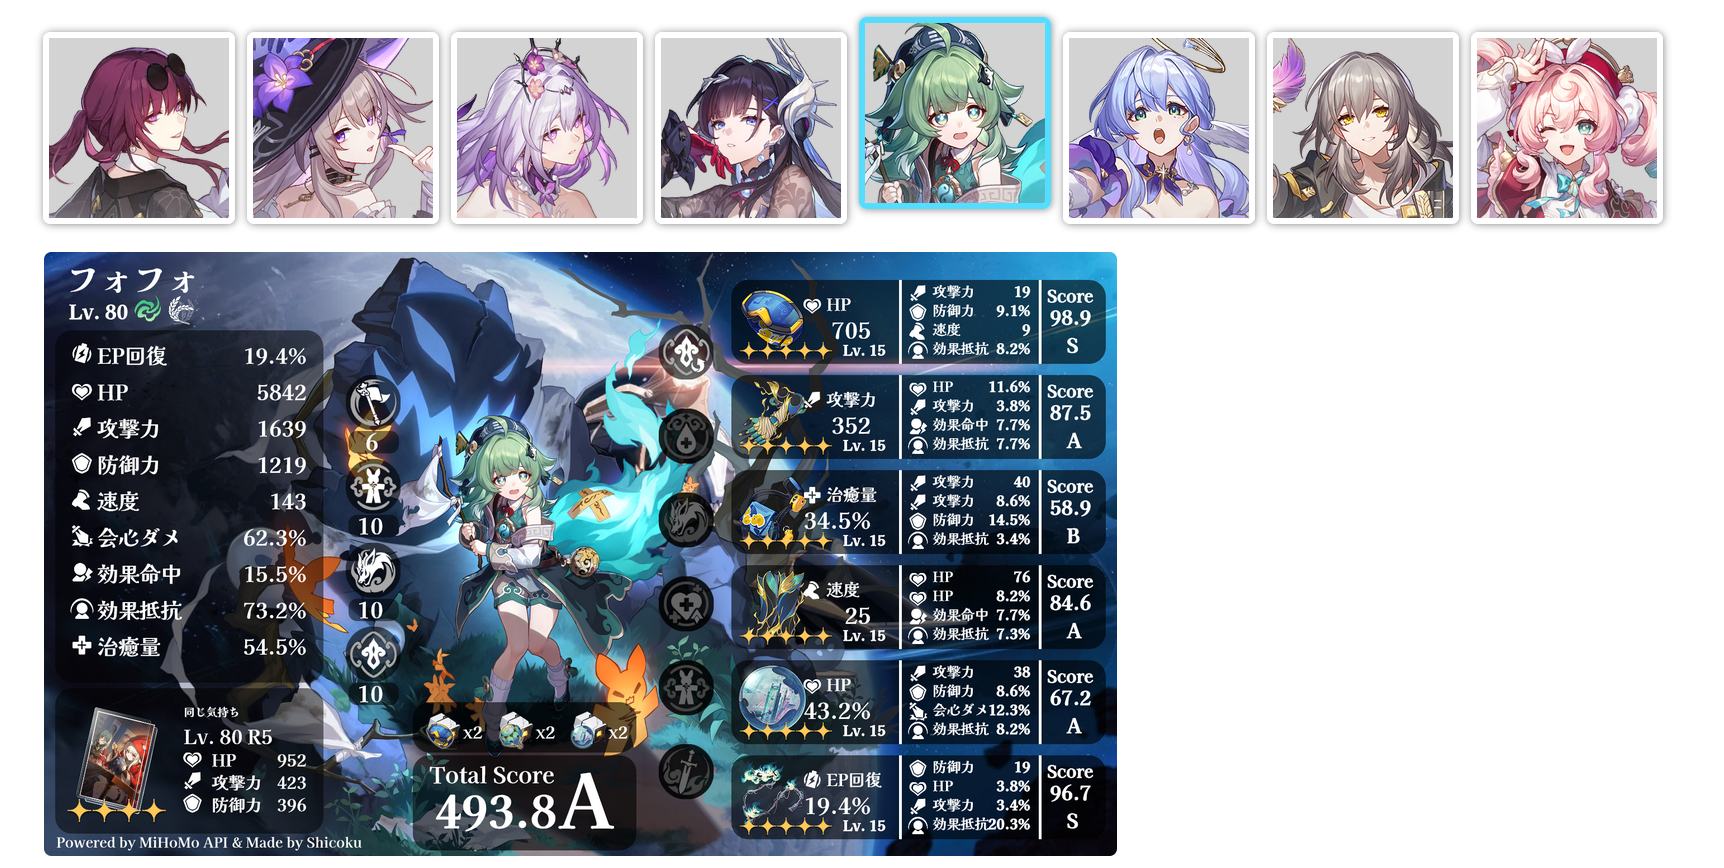 フォフォ
Lv. 80
EP回復 19.4%
HP 5842
攻撃力 1639
防御力 1219
速度 143
会心ダメ 62.3%
効果命中 15.5%
効果抵抗 73.2%
治癒量 54.5%
同じ気持ち
Lv. 80 R5
HP 952
攻撃力 423
防御力 396
Powered by MiHoMo API & Made by Shicoku
6
10
10
10
x2 x2 x2
Total Score
493.8 A
HP
705
Lv. 15
攻撃力 19
防御力 9.1%
速度 9
効果抵抗 8.2%
Score
98.9
S
攻撃力
352
Lv. 15
HP 11.6%
攻撃力 3.8%
効果命中 7.7%
効果抵抗 7.7%
Score
87.5
A
治癒量
34.5%
Lv. 15
攻撃力 40
攻撃力 8.6%
防御力 14.5%
効果抵抗 3.4%
Score
58.9
B
速度
25
Lv. 15
HP 76
HP 8.2%
効果命中 7.7%
効果抵抗 7.3%
Score
84.6
A
HP
43.2%
Lv. 15
攻撃力 38
防御力 8.6%
会心ダメ 12.3%
効果抵抗 8.2%
Score
67.2
A
EP回復
19.4%
Lv. 15
防御力 19
HP 3.8%
攻撃力 3.4%
効果抵抗 20.3%
Score
96.7
S